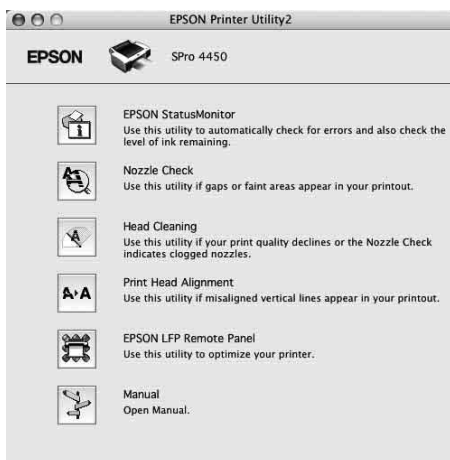 EPSON Printer Utility2
EPSON SPro 4450
EPSON StatusMonitor
Use this utility to automatically check for errors and also check the
level of ink remaining.
Nozzle Check
Use this utility if gaps or faint areas appear in your printout.
Head Cleaning
Use this utility if your print quality declines or the Nozzle Check
indicates clogged nozzles.
A›A
Print Head Alignment
Use this utility if misaligned vertical lines appear in your printout.
EPSON LFP Remote Panel
Use this utility to optimize your printer.
Manual
Open Manual.